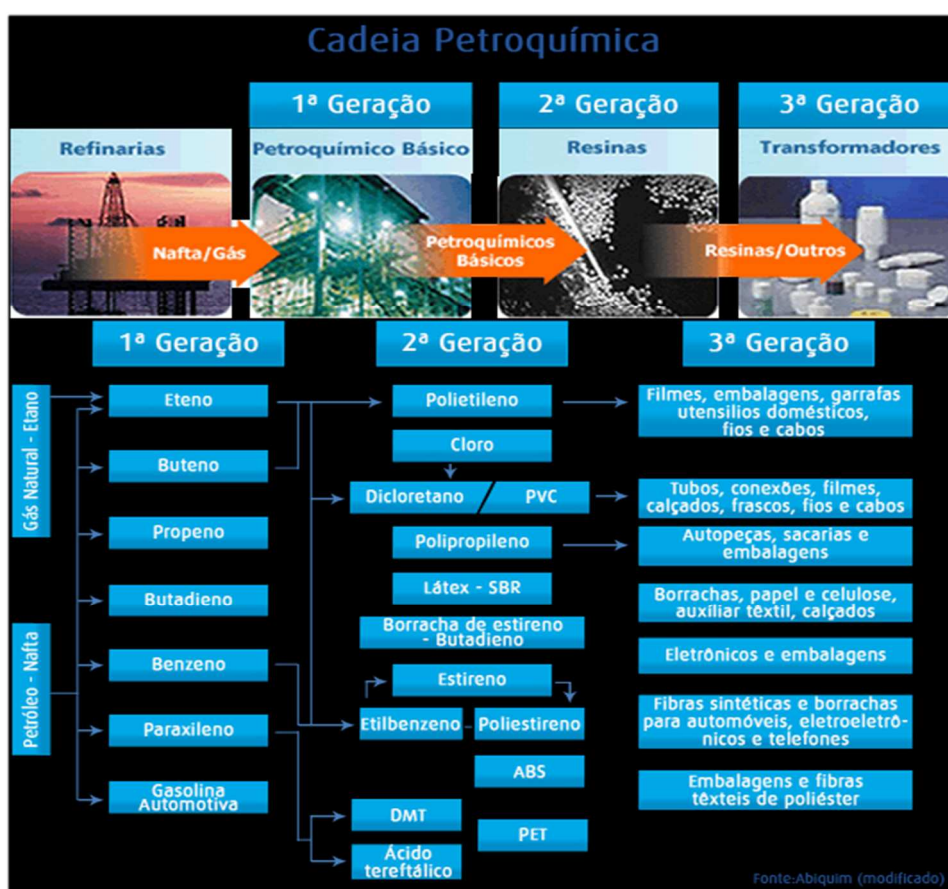 Cadeia Petroquímica
1ª Geração
2ª Geração
3ª Geração
Refinarias
Petroquímico Básico
Resinas
Transformadores
Nafta/Gás
Petroquímicos
Básicos
Resinas/Outros
1ª Geração
2ª Geração
3ª Geração
Gás Natural - Etano
Petróleo - Nafta
Eteno
Buteno
Propeno
Butadieno
Benzeno
Paraxileno
Gasolina
Automotiva
Polietileno
Cloro
Dicloretano / PVC
Polipropileno
Látex - SBR
Borracha de estireno
- Butadieno
Estireno
Etilbenzeno
Poliestireno
ABS
DMT
PET
Ácido
tereftálico
Filmes, embalagens, garrafas
utensilios domésticos,
fios e cabos
Tubos, conexões, filmes,
calçados, frascos, fios e cabos
Autopeças, sacarias e
embalagens
Borrachas, papel e celulose,
auxíliar têxtil, calçados
Eletrônicos e embalagens
Fibras sintéticas e borrachas
para automóveis, eletroeletrô-
nicos e telefones
Embalagens e fibras
têxteis de poliéster
Fonte:Abiquim (modificado)